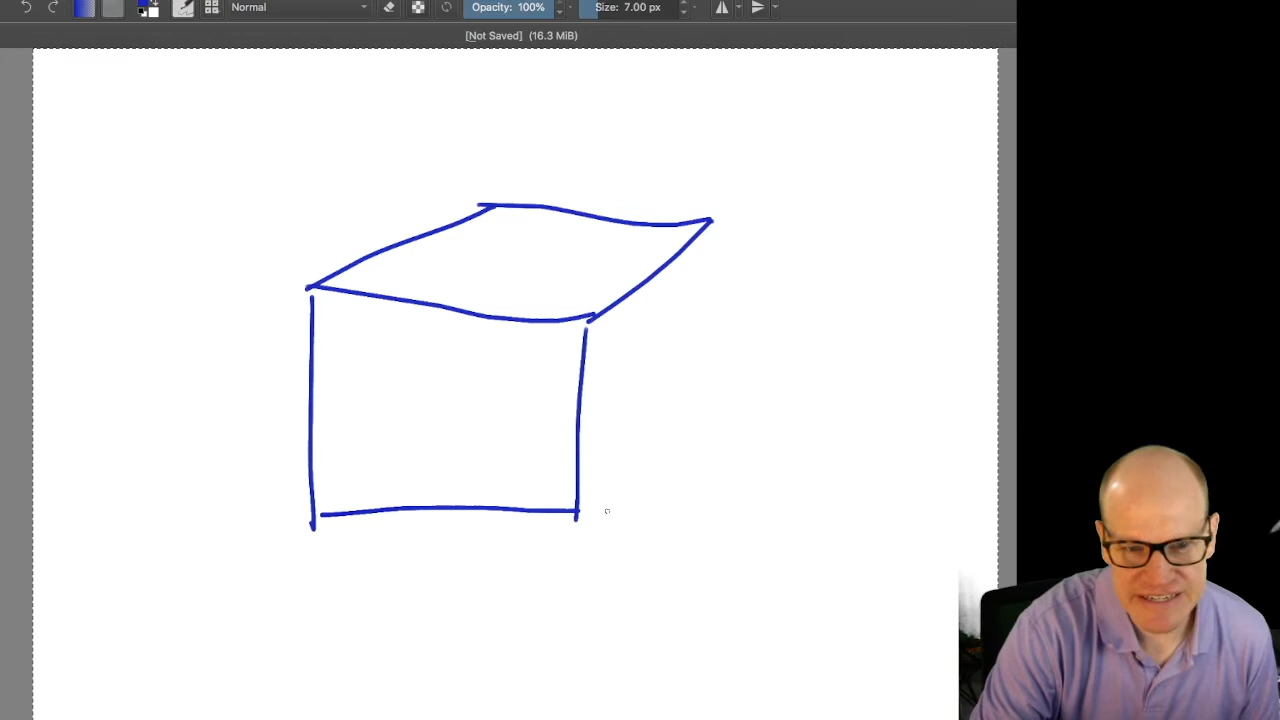 Normal Opacity: 100% Size: 7.00 px
[Not Saved] (16.3 MiB)